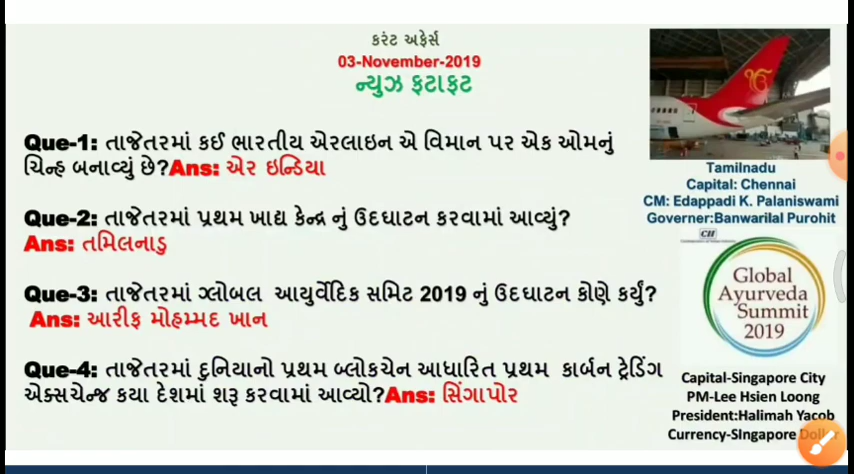 કરંટ અફેર્સ
03-November-2019
ન્યુઝ ફટાફટ
Que-1: તાજેતરમાં કઈ ભારતીય એરલાઇન એ વિમાન પર એક ઓમનું
ચિન્હ બનાવ્યું છે?Ans: એર ઇન્ડિયા
Que-2: તાજેતરમાં પ્રથમ ખાદ્ય કેન્દ્ર નું ઉદઘાટન કરવામાં આવ્યું?
Ans: તમિલનાડુ
Que-3: તાજેતરમાં ગ્લોબલ આયુર્વેદિક સમિટ 2019 નું ઉદઘાટન કોણે કર્યું?
Ans: આરીફ મોહમ્મદ ખાન
Que-4: તાજેતરમાં દુનિયાનો પ્રથમ બ્લોકચેન આધારિત પ્રથમ કાર્બન ટ્રેડિંગ
એક્સચેન્જ કયા દેશમાં શરૂ કરવામાં આવ્યો?Ans: સિંગાપોર
ੴ
Tamilnadu
Capital: Chennai
CM: Edappadi K. Palaniswami
Governer:Banwarilal Purohit
CII
Global
Ayurveda
Summit
2019
Capital-Singapore City
PM-Lee Hsien Loong
President:Halimah Yacob
Currency-SIngapore